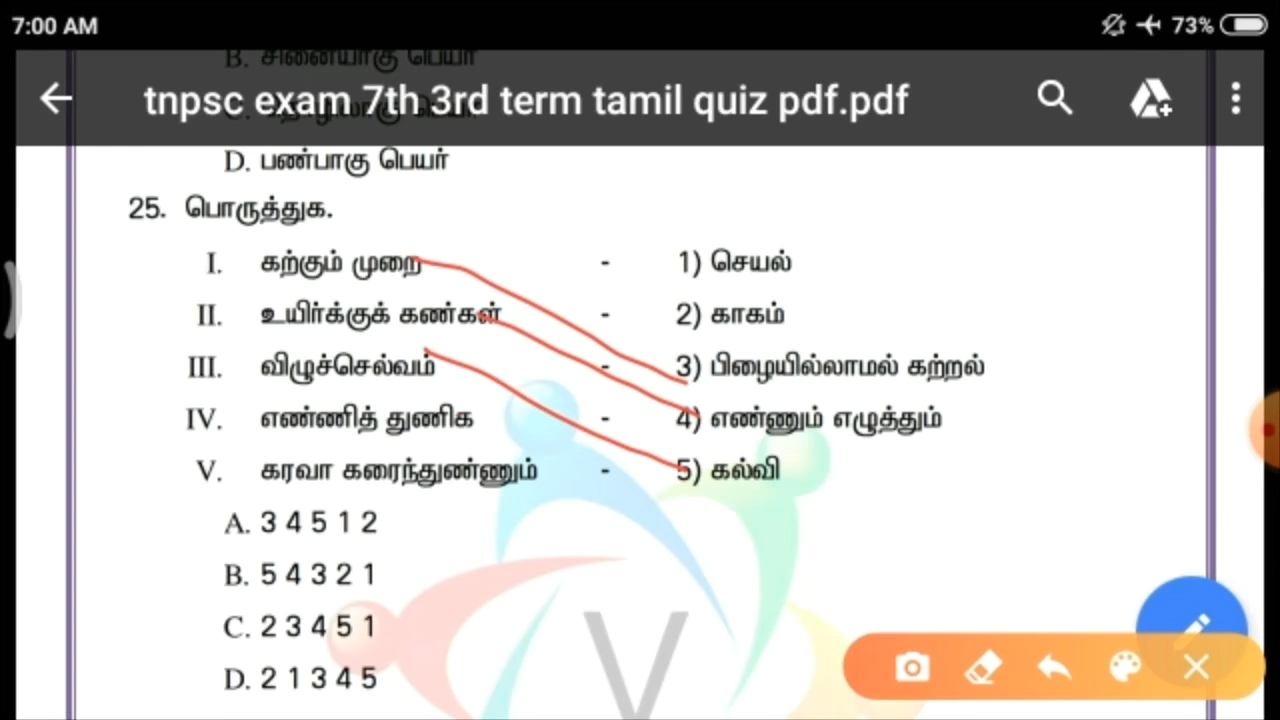 7:00 AM 73%
B. சினையாகு பெயர்
tnpsc exam 7th 3rd term tamil quiz pdf.pdf
D. பண்பாகு பெயர்
25. பொருத்துக.
I. கற்கும் முறை - 1) செயல்
II. உயிர்க்குக் கண்கள் - 2) காகம்
III. விழுச்செல்வம் - 3) பிழையில்லாமல் கற்றல்
IV. எண்ணித் துணிக - 4) எண்ணும் எழுத்தும்
V. கரவா கரைந்துண்ணும் - 5) கல்வி
A. 3 4 5 1 2
B. 5 4 3 2 1
C. 2 3 4 5 1
D. 2 1 3 4 5
V